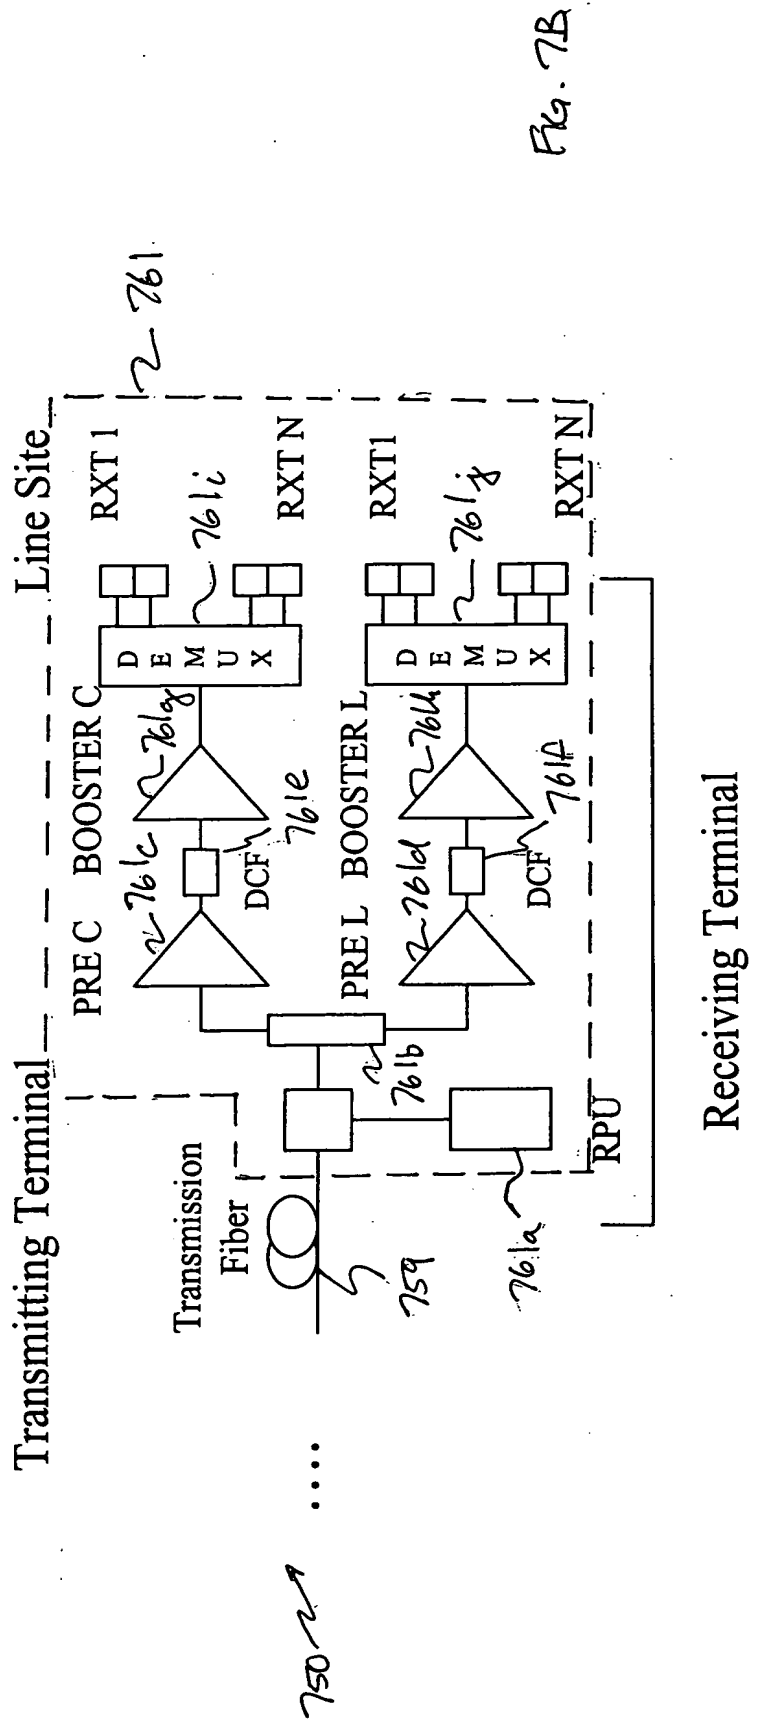 Transmitting Terminal
Line Site
761
PRE C
BOOSTER C
RXT 1
761c
761g
761i
DCF
761e
RXT N
Transmission
Fiber
759
750
....
761b
PRE L
BOOSTER L
RXT1
761d
761h
761j
DCF
761f
RXT N
D
E
M
U
X
D
E
M
U
X
761a
RPU
Receiving Terminal
FIG. 7B